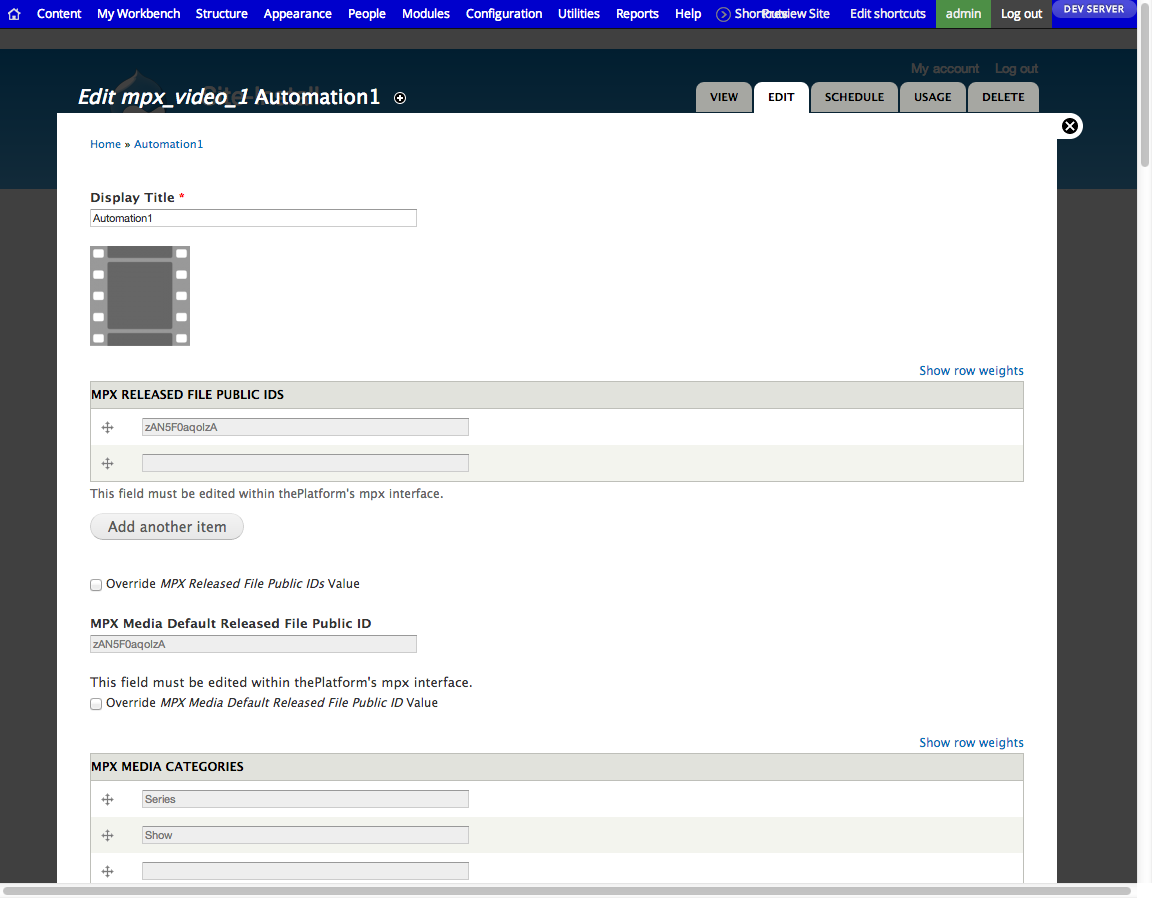 Content My Workbench Structure Appearance People Modules Configuration Utilities Reports Help Shortcuts Preview Site Edit shortcuts admin Log out DEV SERVER
My account Log out
Site-Install
Edit mpx_video_1 Automation1
VIEW EDIT SCHEDULE USAGE DELETE
Home » Automation1
Display Title *
Automation1
Show row weights
MPX RELEASED FILE PUBLIC IDS
zAN5F0aqolzA
This field must be edited within thePlatform's mpx interface.
Add another item
Override MPX Released File Public IDs Value
MPX Media Default Released File Public ID
zAN5F0aqolzA
This field must be edited within thePlatform's mpx interface.
Override MPX Media Default Released File Public ID Value
Show row weights
MPX MEDIA CATEGORIES
Series
Show